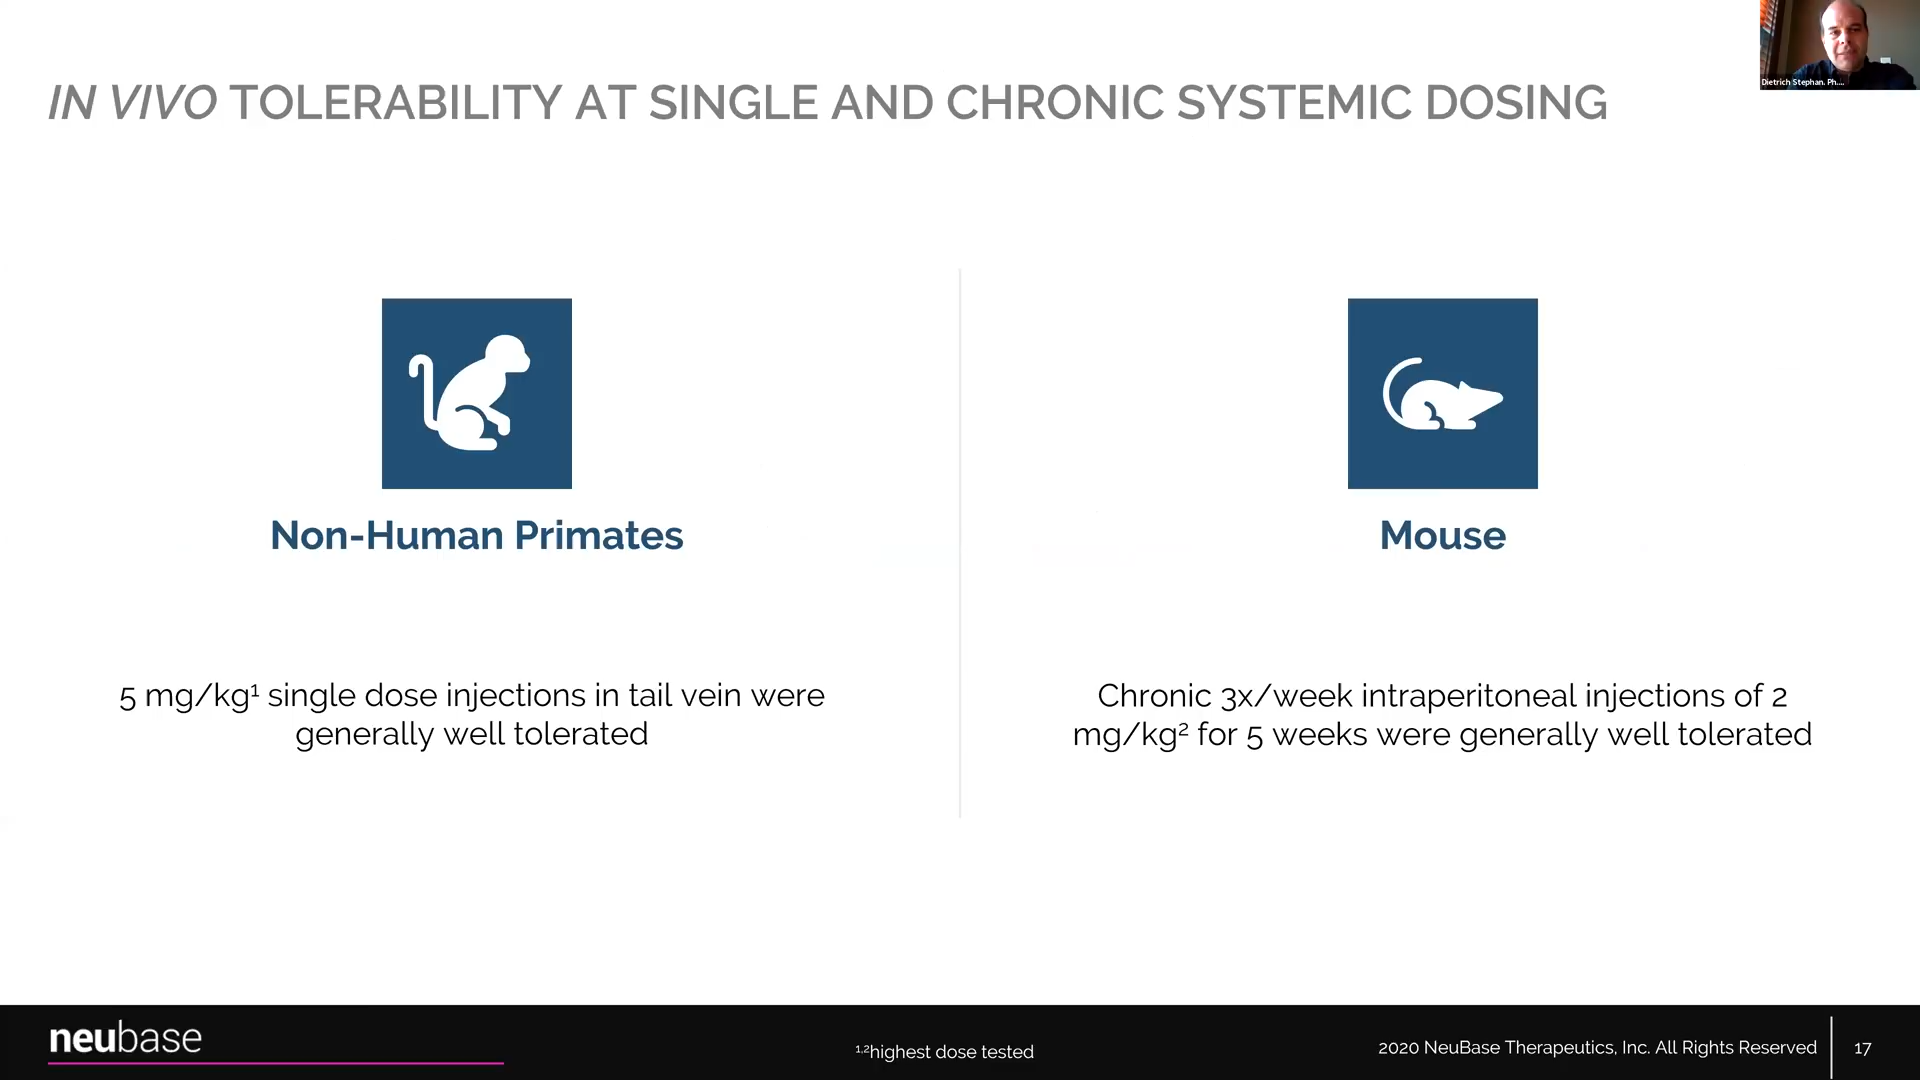 Dietrich Stephan. Ph....
IN VIVO TOLERABILITY AT SINGLE AND CHRONIC SYSTEMIC DOSING
Non-Human Primates
5 mg/kg¹ single dose injections in tail vein were
generally well tolerated
Mouse
Chronic 3x/week intraperitoneal injections of 2
mg/kg² for 5 weeks were generally well tolerated
neubase
¹,²highest dose tested
2020 NeuBase Therapeutics, Inc. All Rights Reserved
17